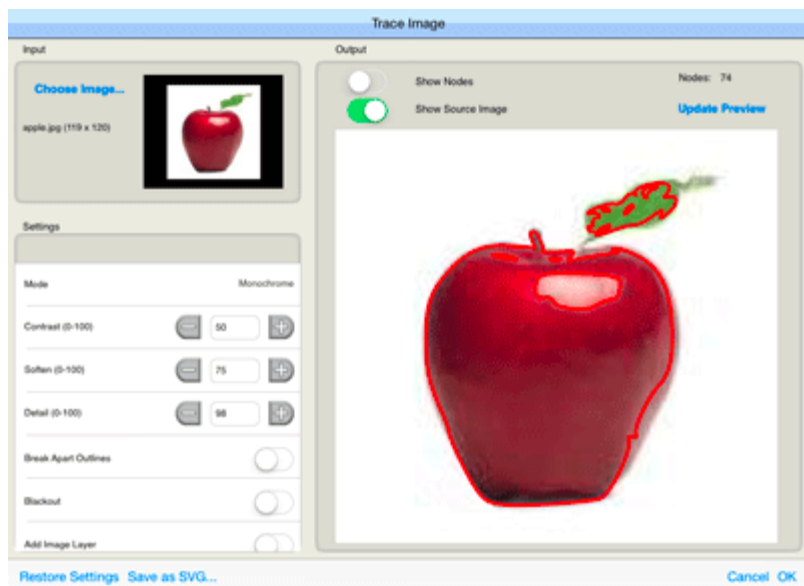 Trace Image
Input
Choose Image...
apple.jpg (119 x 120)
Settings
Mode Monochrome
Contrast (0-100) 50
Soften (0-100) 75
Detail (0-100) 98
Break Apart Outlines
Blackout
Add Image Layer
Output
Show Nodes Nodes: 74
Show Source Image Update Preview
Restore Settings Save as SVG... Cancel OK